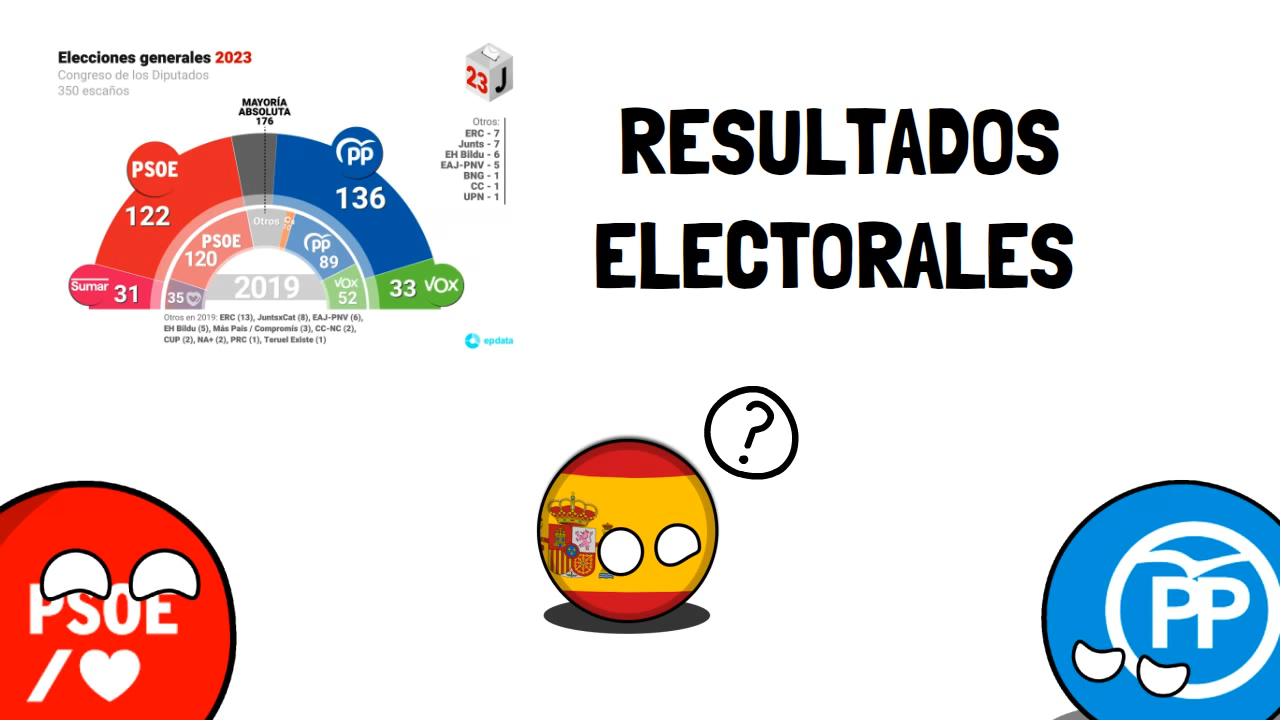 Elecciones generales 2023
Congreso de los Diputados
350 escaños
23 J
MAYORÍA
ABSOLUTA
176
Otros:
ERC - 7
Junts - 7
EH Bildu - 6
EAJ-PNV - 5
BNG - 1
CC - 1
UPN - 1
PSOE
122
PP
136
Otros
PSOE
120
PP
89
Sumar 31
35
2019
VOX
52
33 VOX
Otros en 2019: ERC (13), JuntsxCat (8), EAJ-PNV (6),
EH Bildu (5), Más País / Compromís (3), CC-NC (2),
CUP (2), NA+ (2), PRC (1), Teruel Existe (1)
epdata
RESULTADOS
ELECTORALES
?
PSOE
/
PP